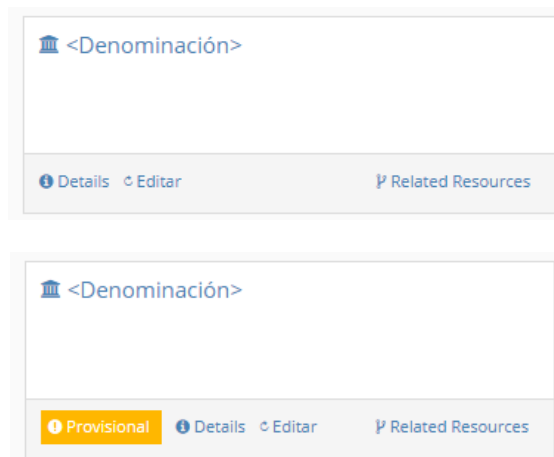 <Denominación>
Details Editar Related Resources
<Denominación>
Provisional Details Editar Related Resources